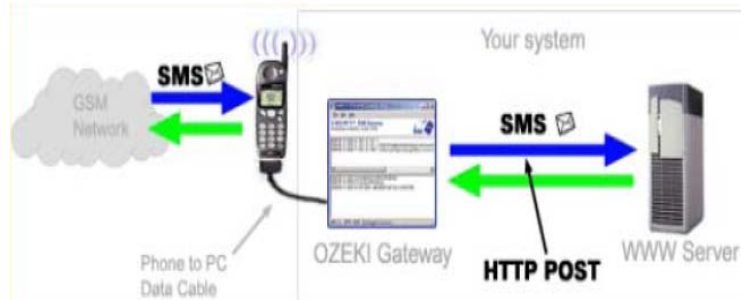 Your system
SMS
GSM
Network
SMS
Phone to PC
Data Cable
OZEKI Gateway
HTTP POST
WWW Server